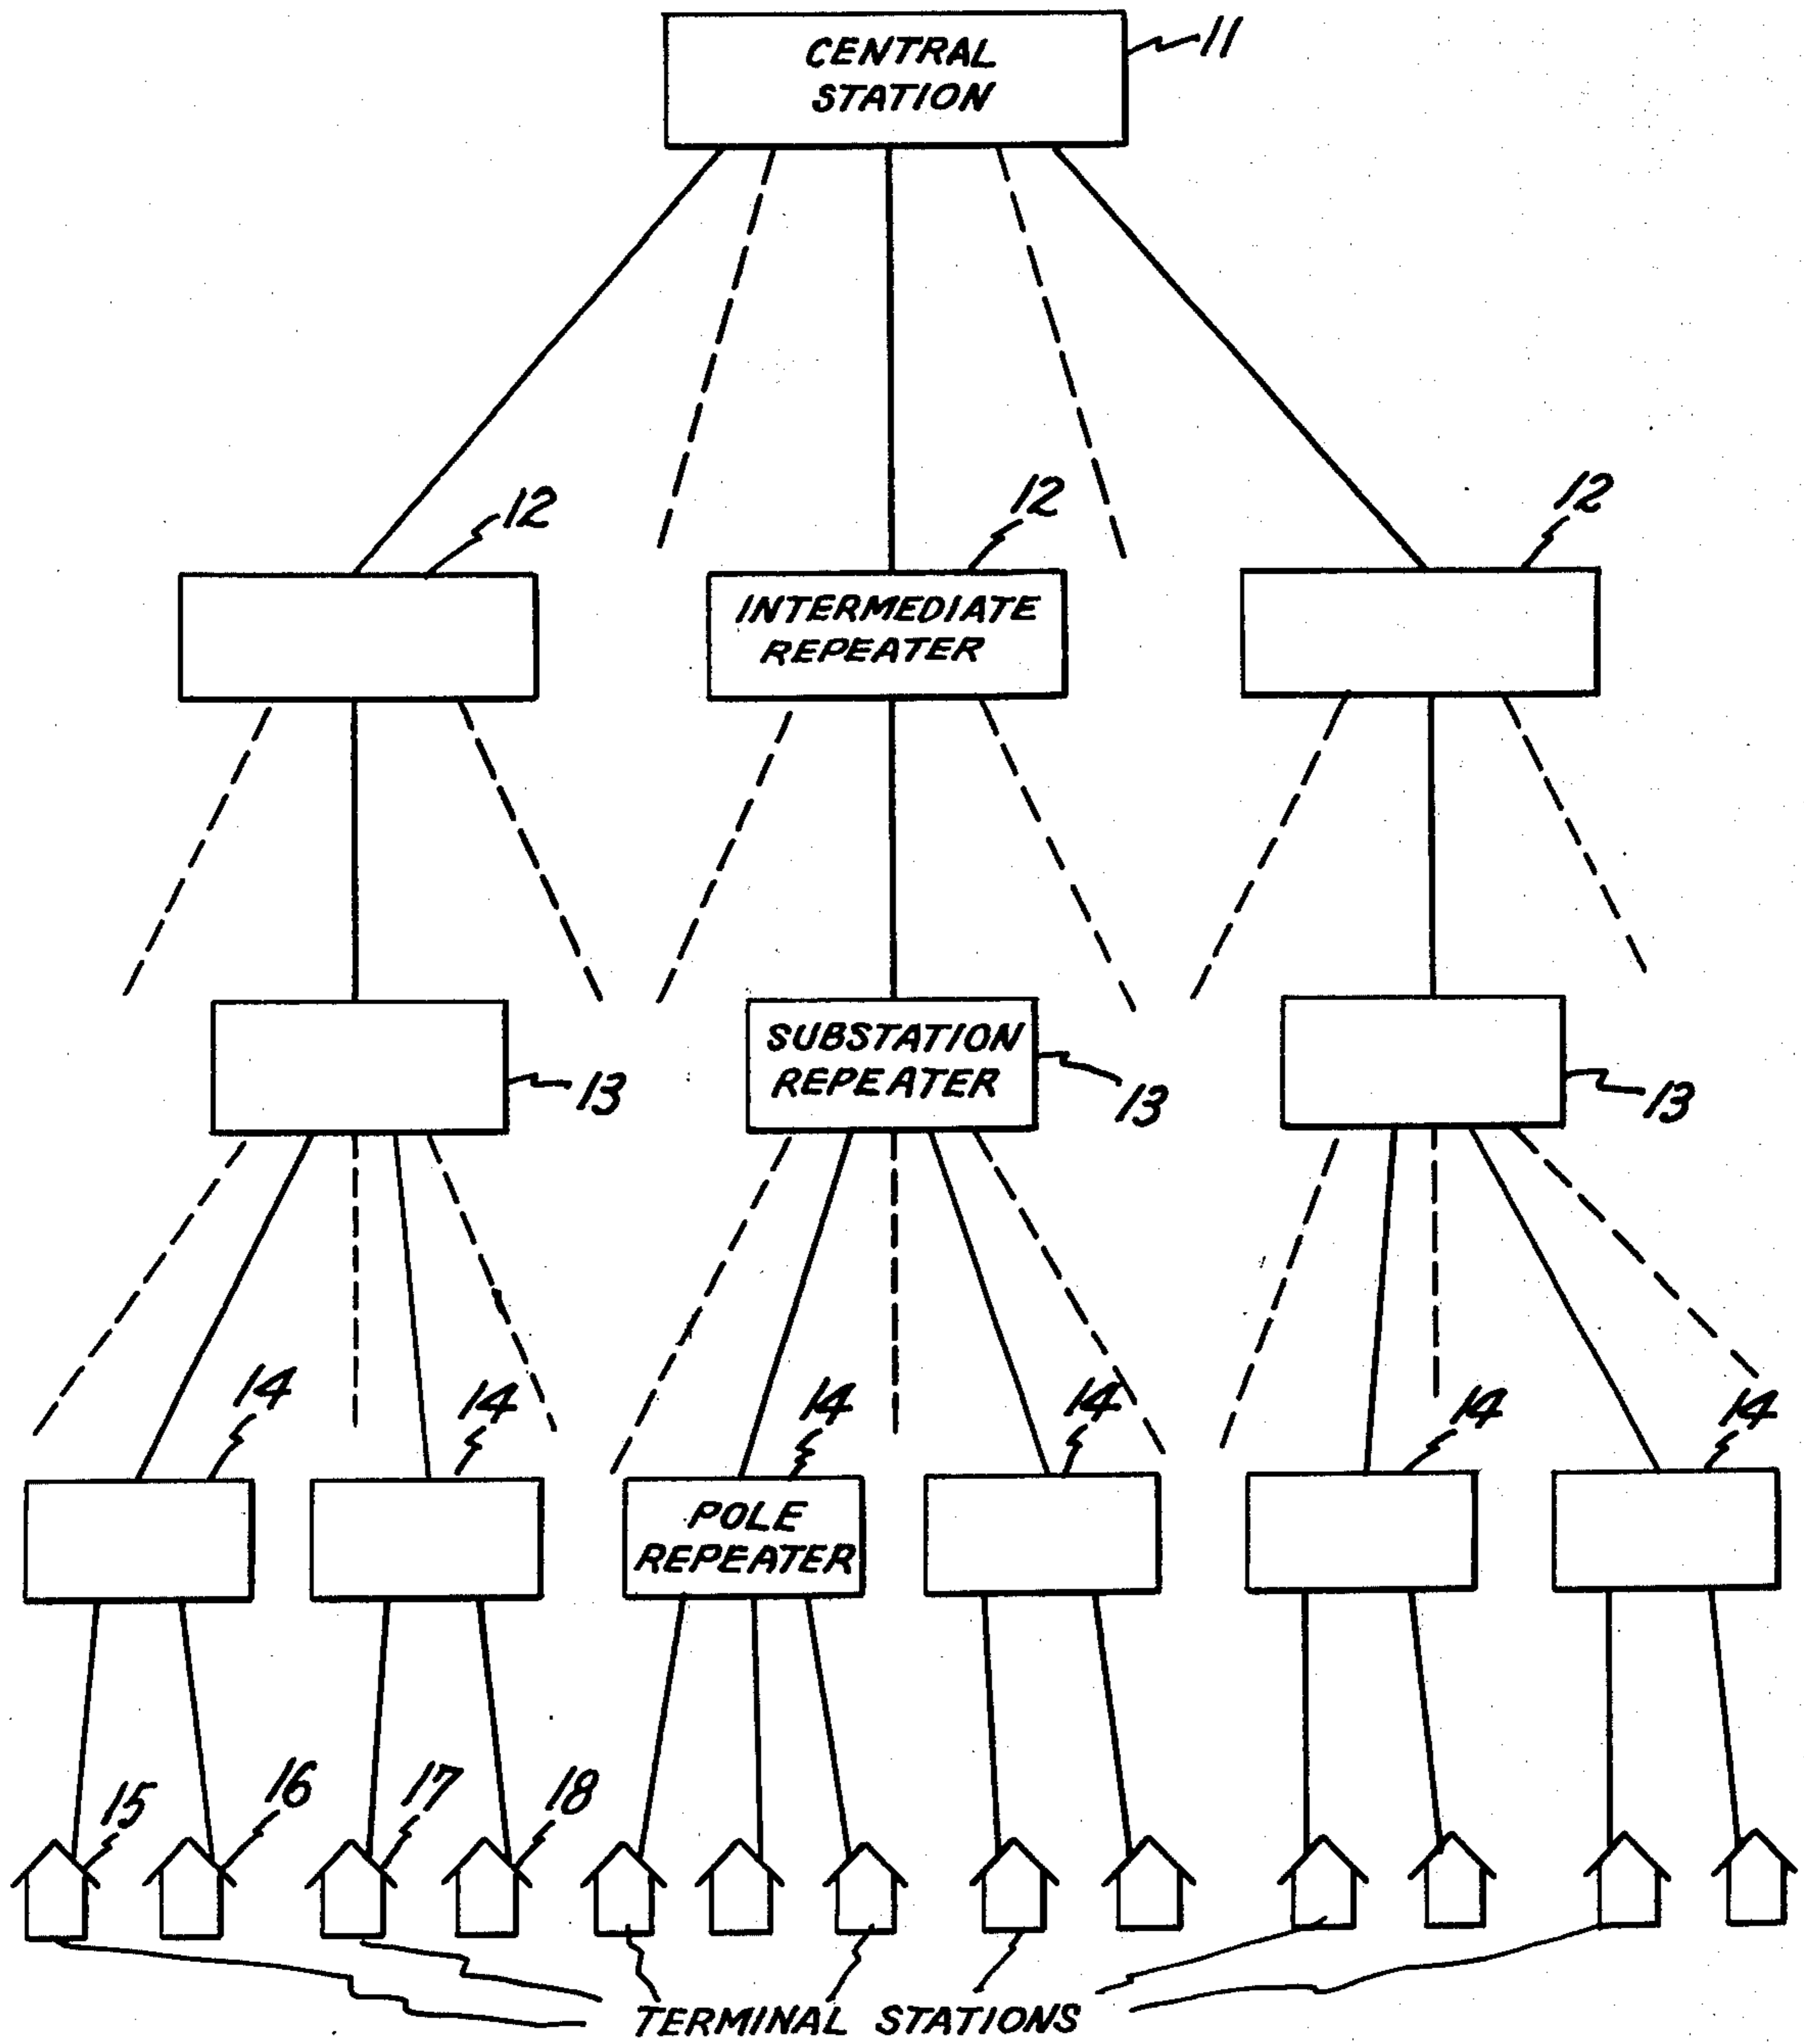 CENTRAL
STATION
11
12
12
12
INTERMEDIATE
REPEATER
SUBSTATION
REPEATER
13
13
13
14
14
14
14
14
14
POLE
REPEATER
15
16
17
18
TERMINAL STATIONS